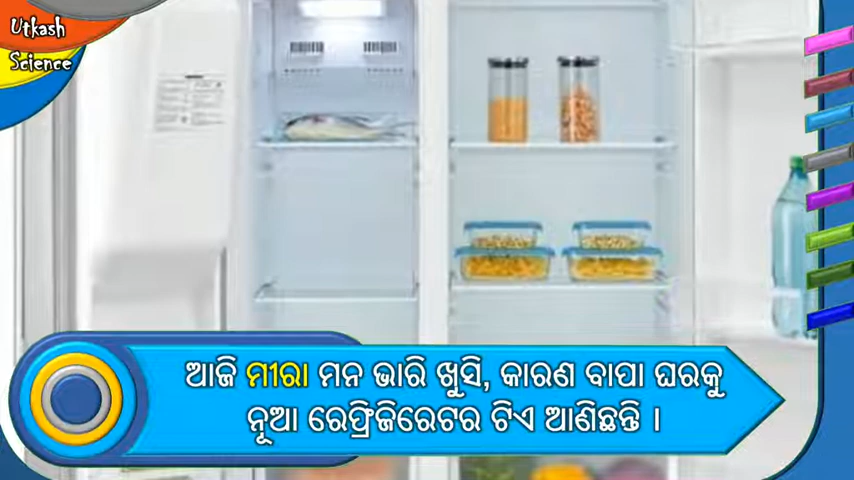 Utkash
Science
ଆଜି ମୀରା ମନ ଭାରି ଖୁସି, କାରଣ ବାପା ଘରକୁ
ନୂଆ ରେଫ୍ରିଜିରେଟର ଟିଏ ଆଣିଛନ୍ତି ।